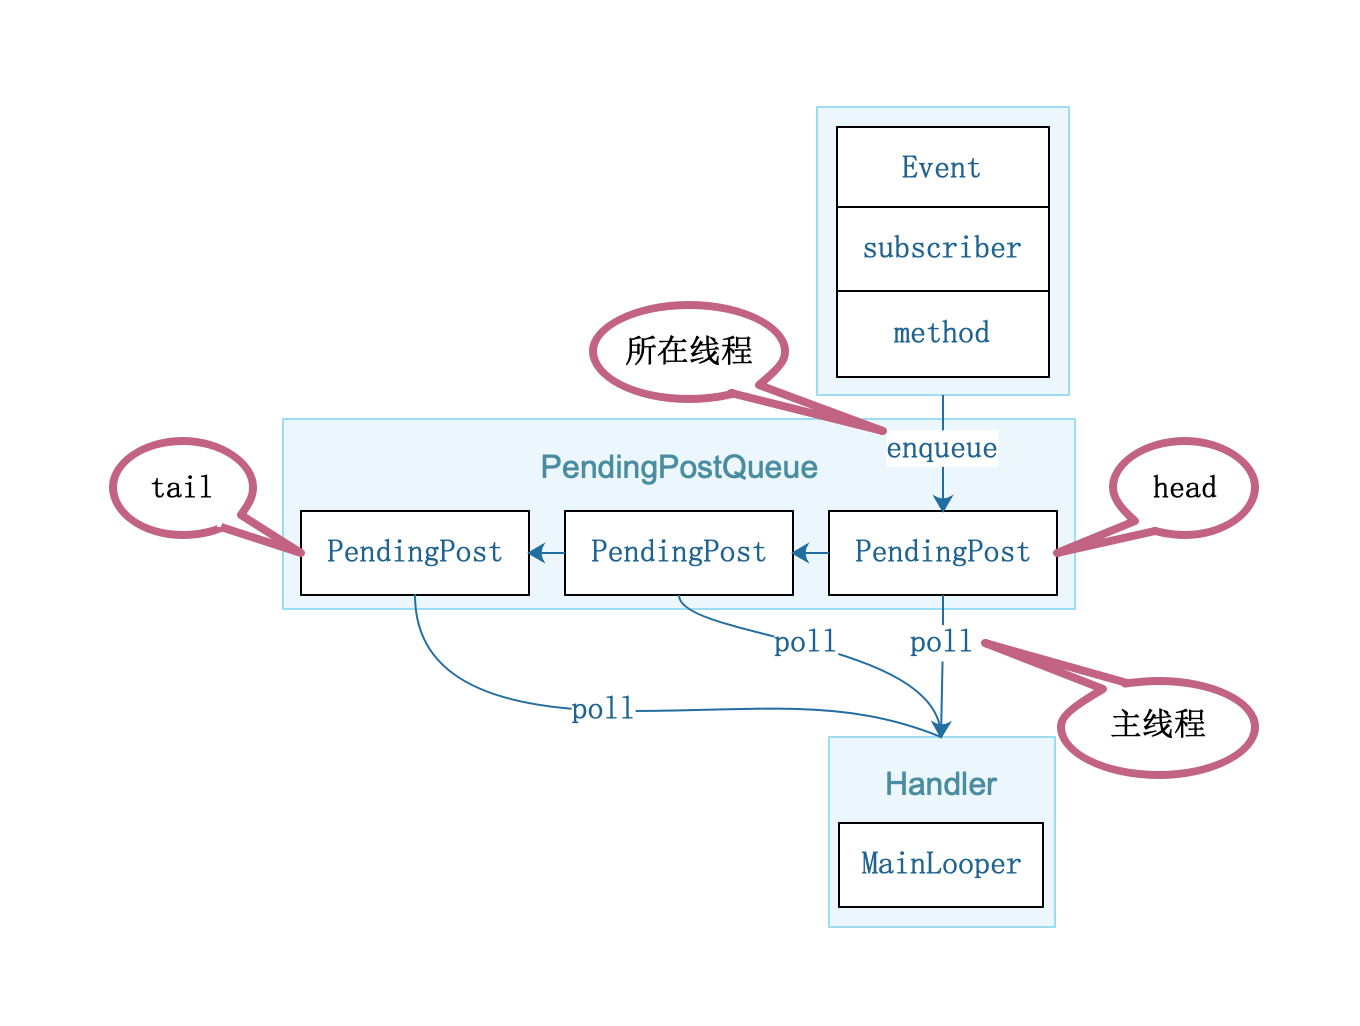 Event
subscriber
method
所在线程
enqueue
PendingPostQueue
tail
head
PendingPost
PendingPost
PendingPost
poll
poll
poll
主线程
Handler
MainLooper